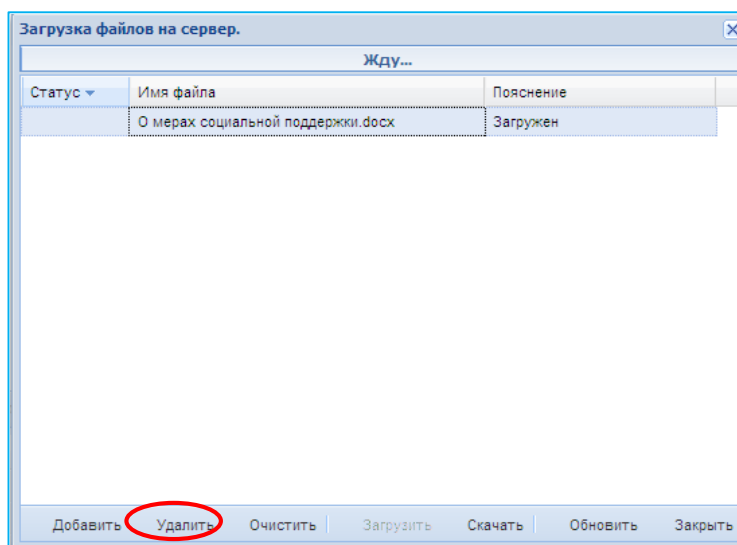 Загрузка файлов на сервер.
Жду...
Статус Имя файла Пояснение
О мерах социальной поддержки.docx Загружен
Добавить Удалить Очистить Загрузить Скачать Обновить Закрыть